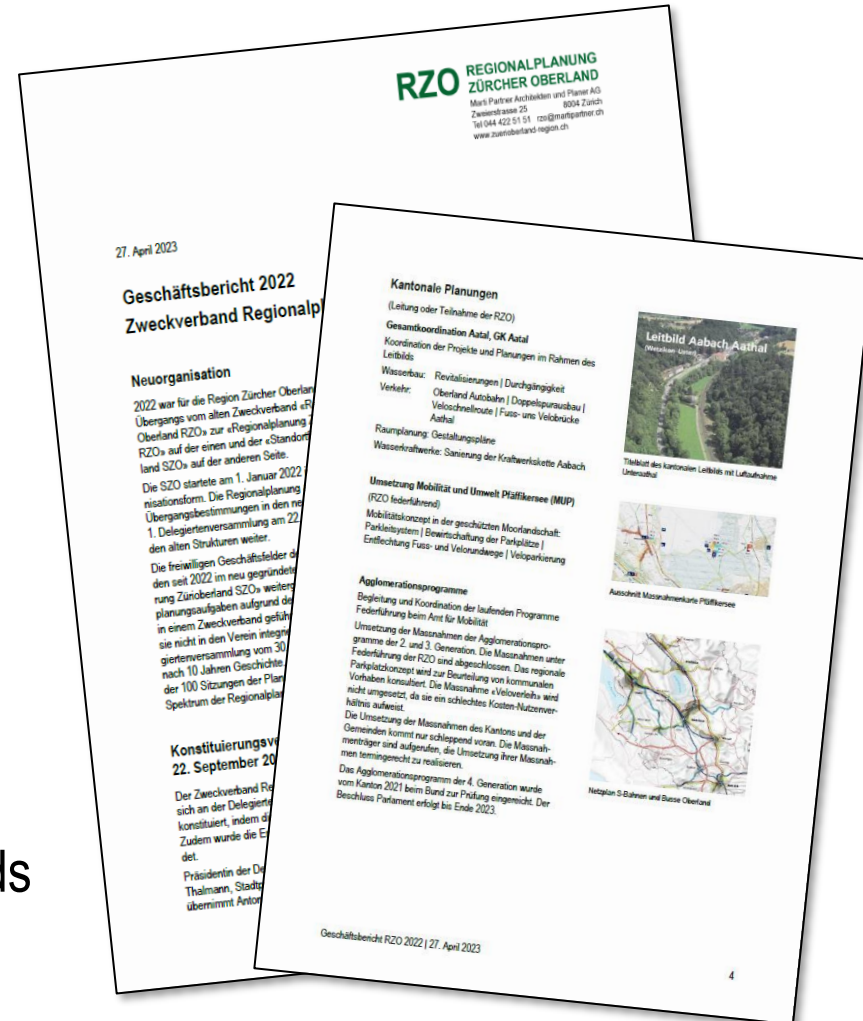 RZO REGIONALPLANUNG
ZÜRCHER OBERLAND
Marti Partner Architekten und Planer AG
Zweierstrasse 25 8004 Zürich
Tel 044 422 51 51 rzo@martipartner.ch
www.zuerioberland-region.ch
27. April 2023
Geschäftsbericht 2022
Zweckverband Regionalpl
Neuorganisation
2022 war für die Region Zürcher Oberlan
Übergangs vom alten Zweckverband «R
Oberland RZO» zur «Regionalplanung Z
RZO» auf der einen und der «Standort
land SZO» auf der anderen Seite.
Die SZO startete am 1. Januar 2022 i
nisationsform. Die Regionalplanung
Übergangsbestimmungen in den ne
1. Delegiertenversammlung am 22.
den alten Strukturen weiter.
Die freiwilligen Geschäftsfelder de
den seit 2022 im neu gegründete
rung Zürioberland SZO» weiterg
planungsaufgaben aufgrund de
in einem Zweckverband geführ
sie nicht in den Verein integrie
giertenversammlung vom 30.
nach 10 Jahren Geschichte.
der 100 Sitzungen der Plan
Spektrum der Regionalplan
Konstituierungsve
22. September 20
Der Zweckverband Re
sich an der Delegierte
konstituiert, indem di
Zudem wurde die E
det.
Präsidentin der De
Thalmann, Stadtp
übernimmt Anton
ds
Kantonale Planungen
(Leitung oder Teilnahme der RZO)
Gesamtkoordination Aatal, GK Aatal
Koordination der Projekte und Planungen im Rahmen des
Leitbilds
Wasserbau: Revitalisierungen | Durchgängigkeit
Verkehr: Oberland Autobahn | Doppelspurausbau |
Veloschnellroute | Fuss- uns Velobrücke
Aathal
Raumplanung: Gestaltungspläne
Wasserkraftwerke: Sanierung der Kraftwerkskette Aabach
Umsetzung Mobilität und Umwelt Pfäffikersee (MUP)
(RZO federführend)
Mobilitätskonzept in der geschützten Moorlandschaft:
Parkleitsystem | Bewirtschaftung der Parkplätze |
Entflechtung Fuss- und Velorundwege | Veloparkierung
Agglomerationsprogramme
Begleitung und Koordination der laufenden Programme
Federführung beim Amt für Mobilität
Umsetzung der Massnahmen der Agglomerationspro-
gramme der 2. und 3. Generation. Die Massnahmen unter
Federführung der RZO sind abgeschlossen. Das regionale
Parkplatzkonzept wird zur Beurteilung von kommunalen
Vorhaben konsultiert. Die Massnahme «Veloverleih» wird
nicht umgesetzt, da sie ein schlechtes Kosten-Nutzenver-
hältnis aufweist.
Die Umsetzung der Massnahmen des Kantons und der
Gemeinden kommt nur schleppend voran. Die Massnah-
menträger sind aufgerufen, die Umsetzung ihrer Massnah-
men termingerecht zu realisieren.
Das Agglomerationsprogramm der 4. Generation wurde
vom Kanton 2021 beim Bund zur Prüfung eingereicht. Der
Beschluss Parlament erfolgt bis Ende 2023.
Leitbild Aabach Aathal
(Wetzikon–Uster)
Titelblatt des kantonalen Leitbilds mit Luftaufnahme
Unteraathal
Ausschnitt Massnahmenkarte Pfäffikersee
Netzplan S-Bahnen und Busse Oberland
Geschäftsbericht RZO 2022 | 27. April 2023
4